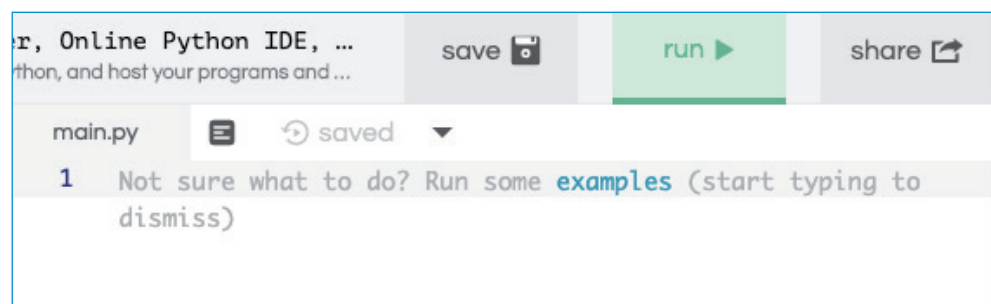 er, Online Python IDE, ...
thon, and host your programs and ...
save
run
share
main.py
saved
1 Not sure what to do? Run some examples (start typing to
dismiss)